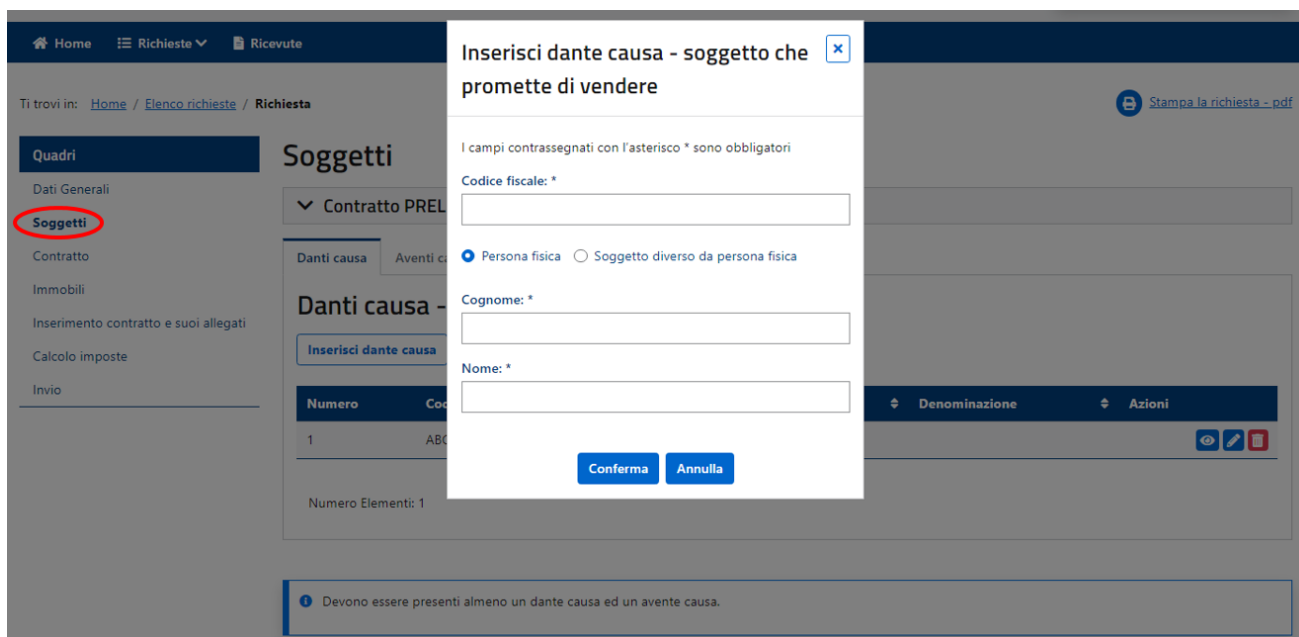 Home Richieste Ricevute
Ti trovi in: Home / Elenco richieste / Richiesta
Stampa la richiesta - pdf
Quadri
Dati Generali
Soggetti
Contratto
Immobili
Inserimento contratto e suoi allegati
Calcolo imposte
Invio
Soggetti
Contratto PREL
Danti causa Aventi ca
Danti causa -
Inserisci dante causa
Numero Cod Denominazione Azioni
1 ABC
Numero Elementi: 1
Devono essere presenti almeno un dante causa ed un avente causa.
Inserisci dante causa - soggetto che
promette di vendere
I campi contrassegnati con l'asterisco * sono obbligatori
Codice fiscale: *
Persona fisica Soggetto diverso da persona fisica
Cognome: *
Nome: *
Conferma Annulla